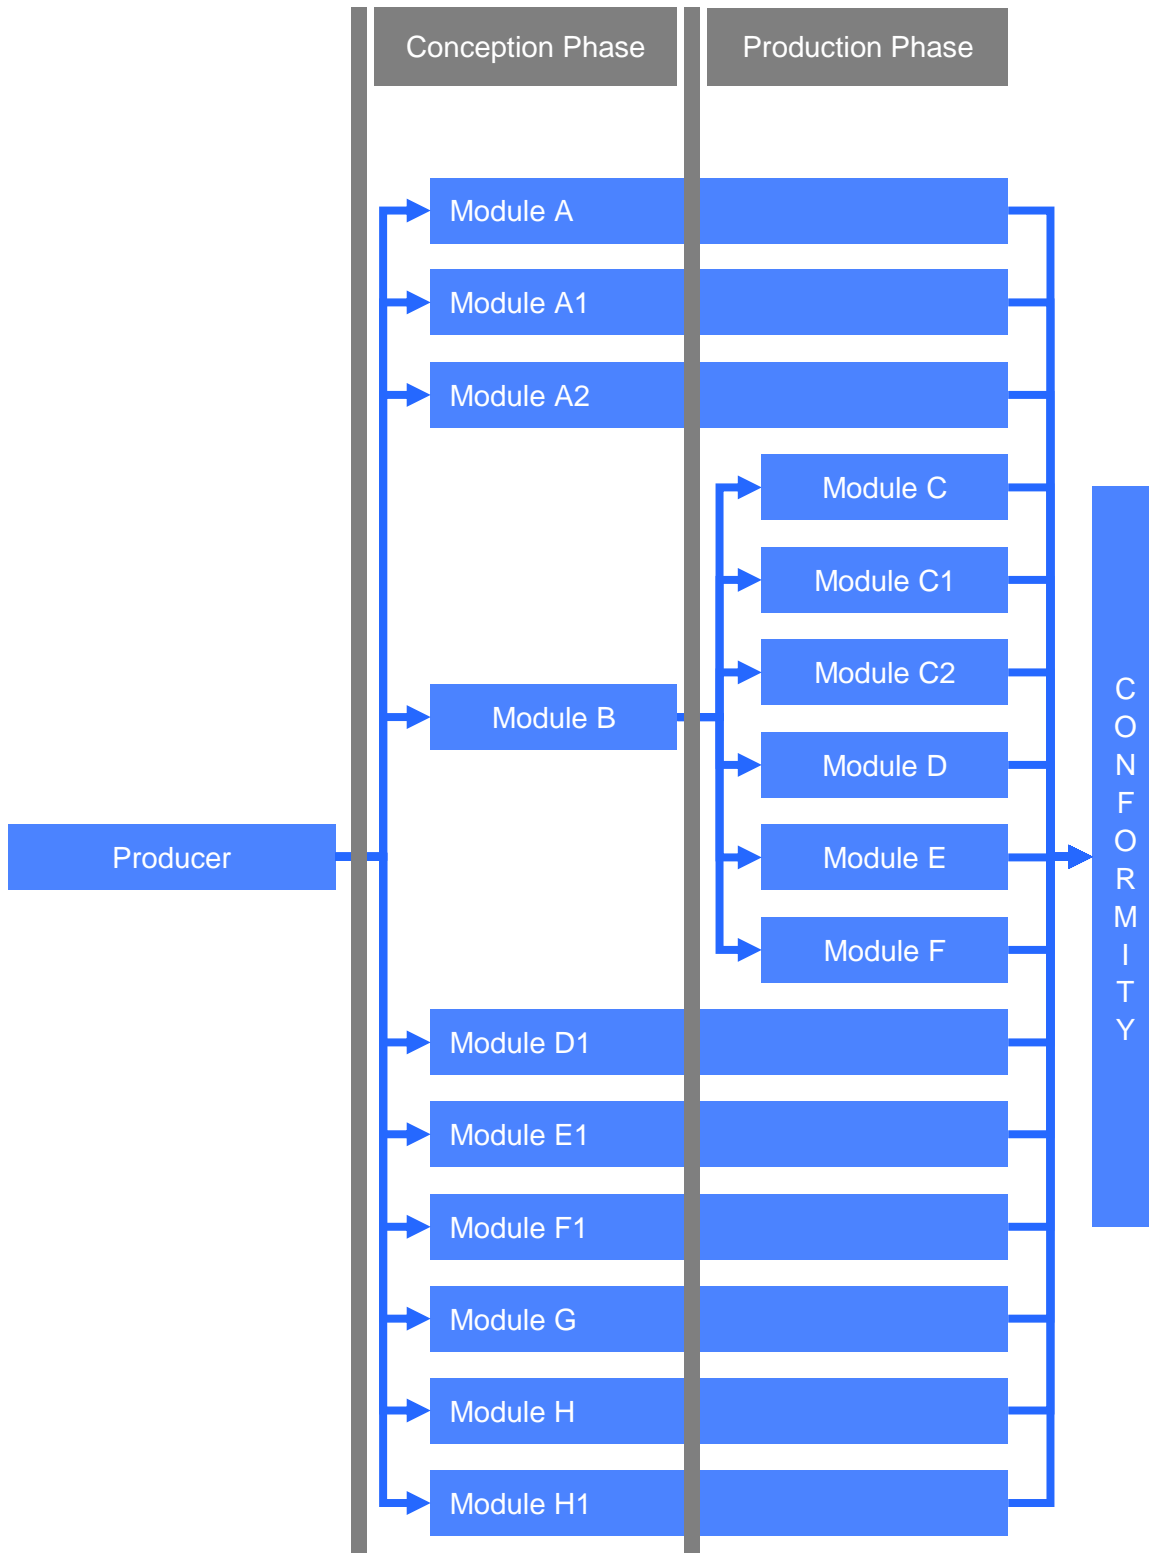 Conception Phase
Production Phase
Module A
Module A1
Module A2
Module C
Module C1
Module C2
Module B
Module D
Producer
Module E
Module F
Module D1
Module E1
Module F1
Module G
Module H
Module H1
C
O
N
F
O
R
M
I
T
Y